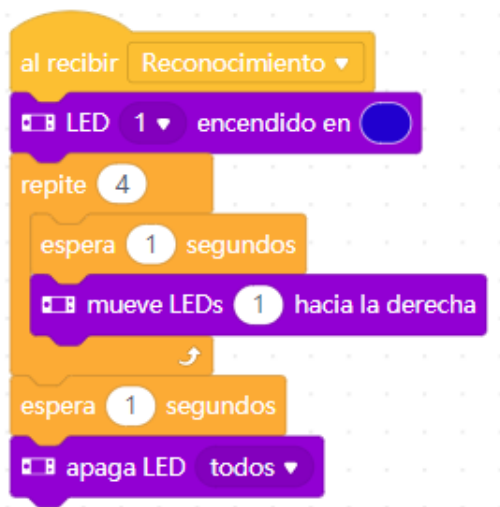 al recibir Reconocimiento
LED 1 encendido en
repite 4
espera 1 segundos
mueve LEDs 1 hacia la derecha
espera 1 segundos
apaga LED todos